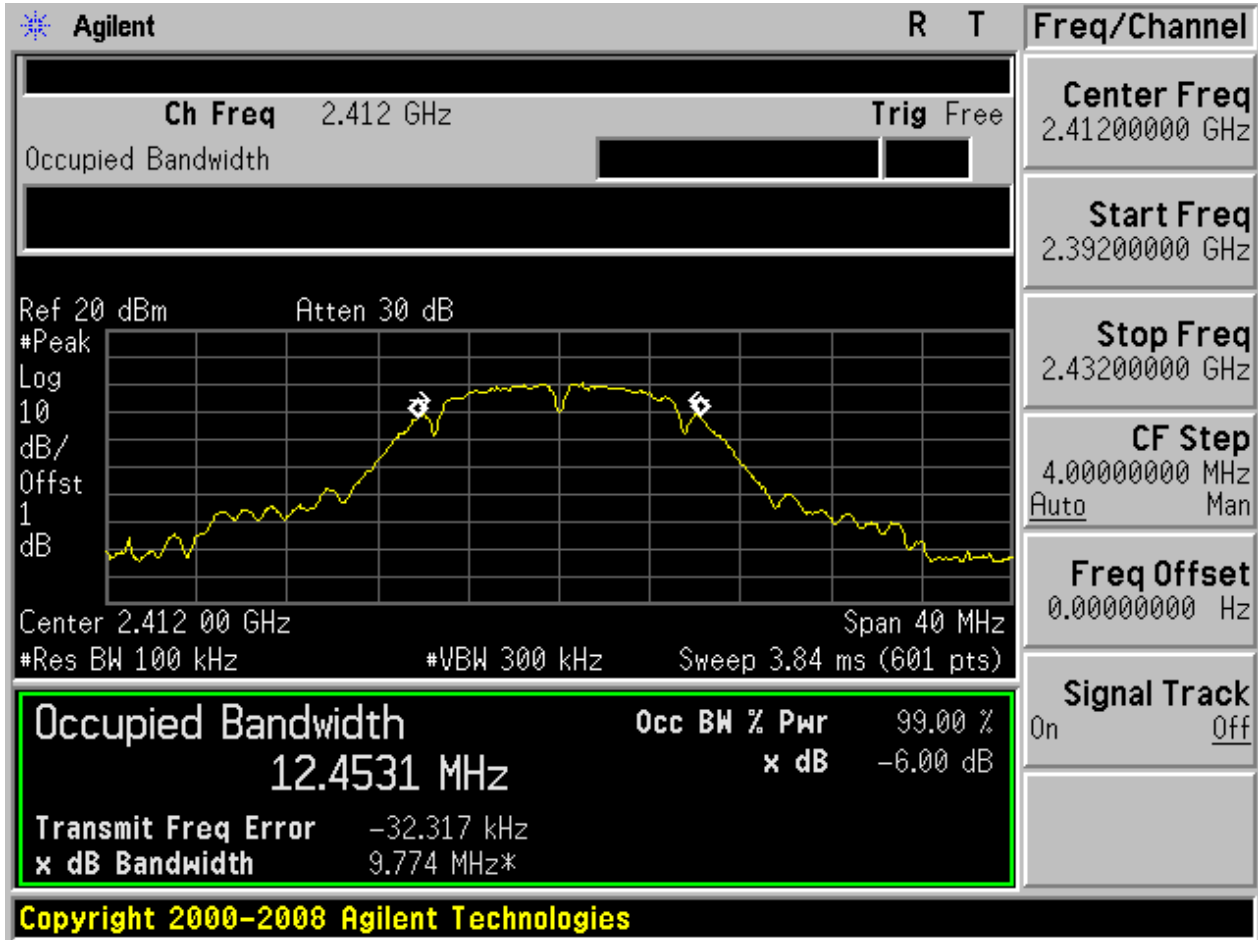 Agilent R T
Freq/Channel
Ch Freq 2.412 GHz Trig Free
Occupied Bandwidth
Center Freq
2.41200000 GHz
Start Freq
2.39200000 GHz
Stop Freq
2.43200000 GHz
CF Step
4.00000000 MHz
Auto Man
Freq Offset
0.00000000 Hz
Signal Track
On Off
Ref 20 dBm Atten 30 dB
#Peak
Log
10
dB/
Offst
1
dB
Center 2.412 00 GHz Span 40 MHz
#Res BW 100 kHz #VBW 300 kHz Sweep 3.84 ms (601 pts)
Occupied Bandwidth Occ BW % Pwr 99.00 %
12.4531 MHz x dB -6.00 dB
Transmit Freq Error -32.317 kHz
x dB Bandwidth 9.774 MHz*
Copyright 2000-2008 Agilent Technologies